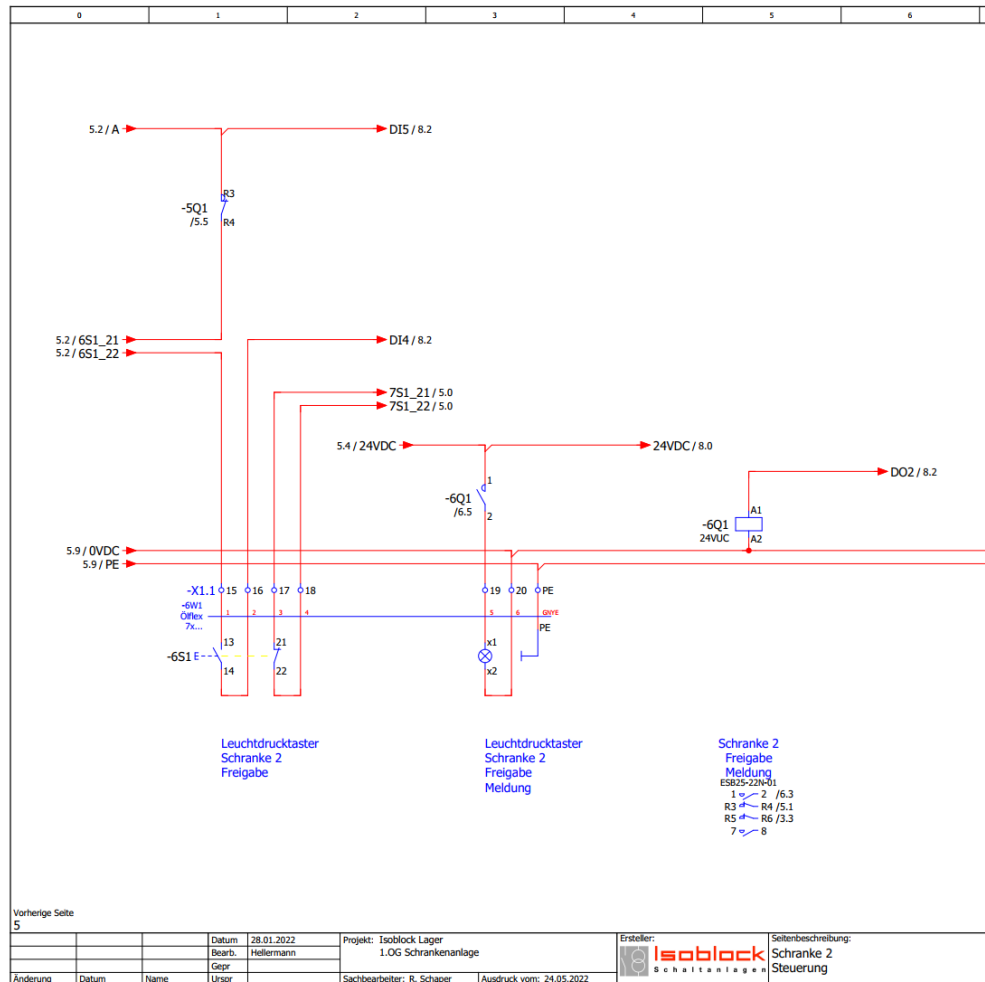 0 1 2 3 4 5 6
5.2 / A DI5 / 8.2
R3
-5Q1
/5.5 R4
5.2 / 6S1_21 DI4 / 8.2
5.2 / 6S1_22
7S1_21 / 5.0
7S1_22 / 5.0
5.4 / 24VDC 24VDC / 8.0
DO2 / 8.2
1
-6Q1
/6.5 2
A1
-6Q1
24VUC A2
5.9 / 0VDC
5.9 / PE
-X1.1 15 16 17 18 19 20 PE
-6W1
Ölflex
7x...
1 2 3 4 5 6 GNYE
PE
13 21 x1
-6S1 E
14 22 x2
Leuchtdrucktaster
Schranke 2
Freigabe
Leuchtdrucktaster
Schranke 2
Freigabe
Meldung
Schranke 2
Freigabe
Meldung
ESB25-22N-01
1 2 /6.3
R3 R4 /5.1
R5 R6 /3.3
7 8
Vorherige Seite
5
Datum 28.01.2022
Bearb. Hellermann
Gepr
Änderung Datum Name Urspr
Projekt: Isoblock Lager
1.OG Schrankenanlage
Sachbearbeiter: R. Schaper Ausdruck vom: 24.05.2022
Ersteller:
Isoblock
Schaltanlagen
Seitenbeschreibung:
Schranke 2
Steuerung